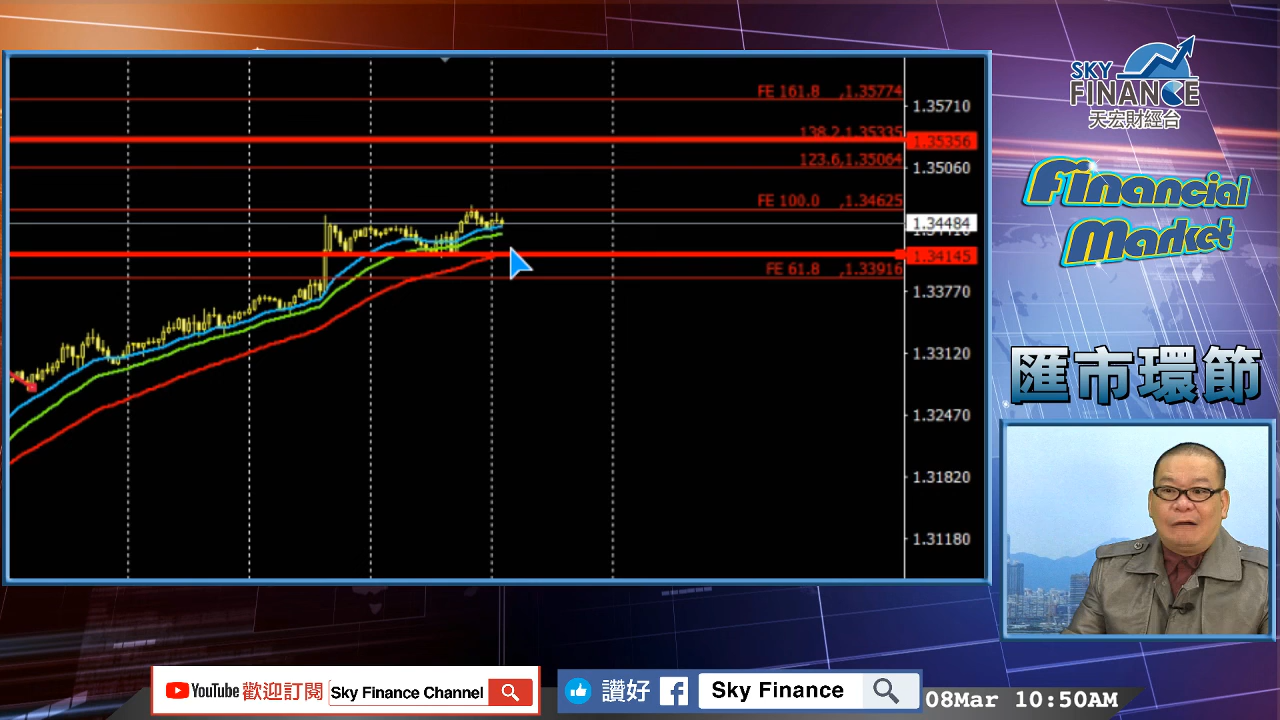 SKY
FINANCE
天宏財經台
Financial
Market
匯市環節
FE 161.8 ,1.35774
138.2,1.35335
123.6,1.35064
FE 100.0 ,1.34625
FE 61.8 ,1.33916
1.35710
1.35356
1.35060
1.34484
1.34145
1.33770
1.33120
1.32470
1.31820
1.31180
YouTube 歡迎訂閱 Sky Finance Channel
讚好 f Sky Finance
08Mar 10:50AM